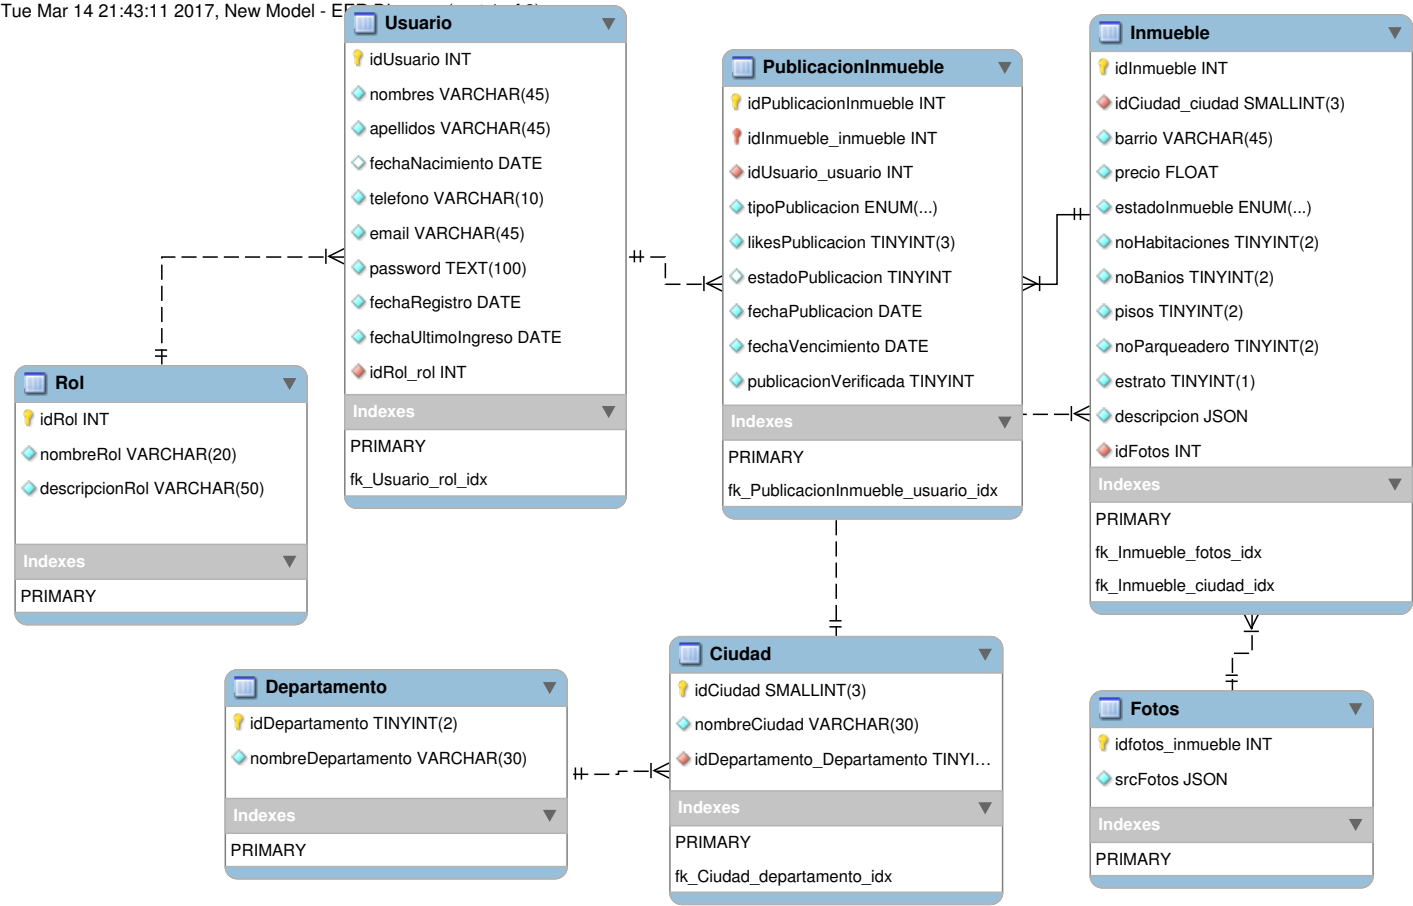 Tue Mar 14 21:43:11 2017, New Model -
Usuario
idUsuario INT
nombres VARCHAR(45)
apellidos VARCHAR(45)
fechaNacimiento DATE
telefono VARCHAR(10)
email VARCHAR(45)
password TEXT(100)
fechaRegistro DATE
fechaUltimoIngreso DATE
idRol_rol INT
Indexes
PRIMARY
fk_Usuario_rol_idx
PublicacionInmueble
idPublicacionInmueble INT
idInmueble_inmueble INT
idUsuario_usuario INT
tipoPublicacion ENUM(...)
likesPublicacion TINYINT(3)
estadoPublicacion TINYINT
fechaPublicacion DATE
fechaVencimiento DATE
publicacionVerificada TINYINT
Indexes
PRIMARY
fk_PublicacionInmueble_usuario_idx
Inmueble
idInmueble INT
idCiudad_ciudad SMALLINT(3)
barrio VARCHAR(45)
precio FLOAT
estadoInmueble ENUM(...)
noHabitaciones TINYINT(2)
noBanios TINYINT(2)
pisos TINYINT(2)
noParqueadero TINYINT(2)
estrato TINYINT(1)
descripcion JSON
idFotos INT
Indexes
PRIMARY
fk_Inmueble_fotos_idx
fk_Inmueble_ciudad_idx
Rol
idRol INT
nombreRol VARCHAR(20)
descripcionRol VARCHAR(50)
Indexes
PRIMARY
Departamento
idDepartamento TINYINT(2)
nombreDepartamento VARCHAR(30)
Indexes
PRIMARY
Ciudad
idCiudad SMALLINT(3)
nombreCiudad VARCHAR(30)
idDepartamento_Departamento TINYI...
Indexes
PRIMARY
fk_Ciudad_departamento_idx
Fotos
idfotos_inmueble INT
srcFotos JSON
Indexes
PRIMARY